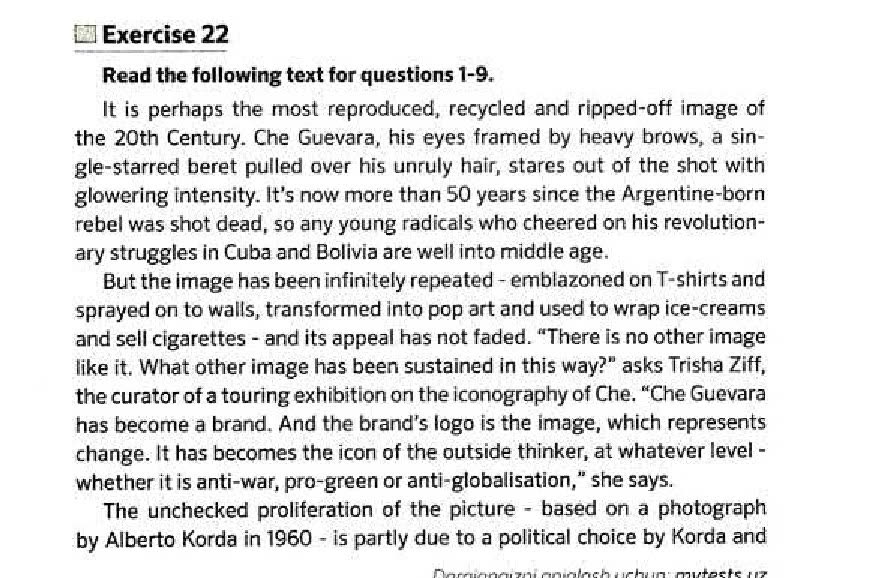 Exercise 22
Read the following text for questions 1-9.
It is perhaps the most reproduced, recycled and ripped-off image of
the 20th Century. Che Guevara, his eyes framed by heavy brows, a sin-
gle-starred beret pulled over his unruly hair, stares out of the shot with
glowering intensity. It's now more than 50 years since the Argentine-born
rebel was shot dead, so any young radicals who cheered on his revolution-
ary struggles in Cuba and Bolivia are well into middle age.
But the image has been infinitely repeated - emblazoned on T-shirts and
sprayed on to walls, transformed into pop art and used to wrap ice-creams
and sell cigarettes - and its appeal has not faded. “There is no other image
like it. What other image has been sustained in this way?” asks Trisha Ziff,
the curator of a touring exhibition on the iconography of Che. “Che Guevara
has become a brand. And the brand's logo is the image, which represents
change. It has becomes the icon of the outside thinker, at whatever level -
whether it is anti-war, pro-green or anti-globalisation,” she says.
The unchecked proliferation of the picture - based on a photograph
by Alberto Korda in 1960 - is partly due to a political choice by Korda and
uchun: mytests.uz